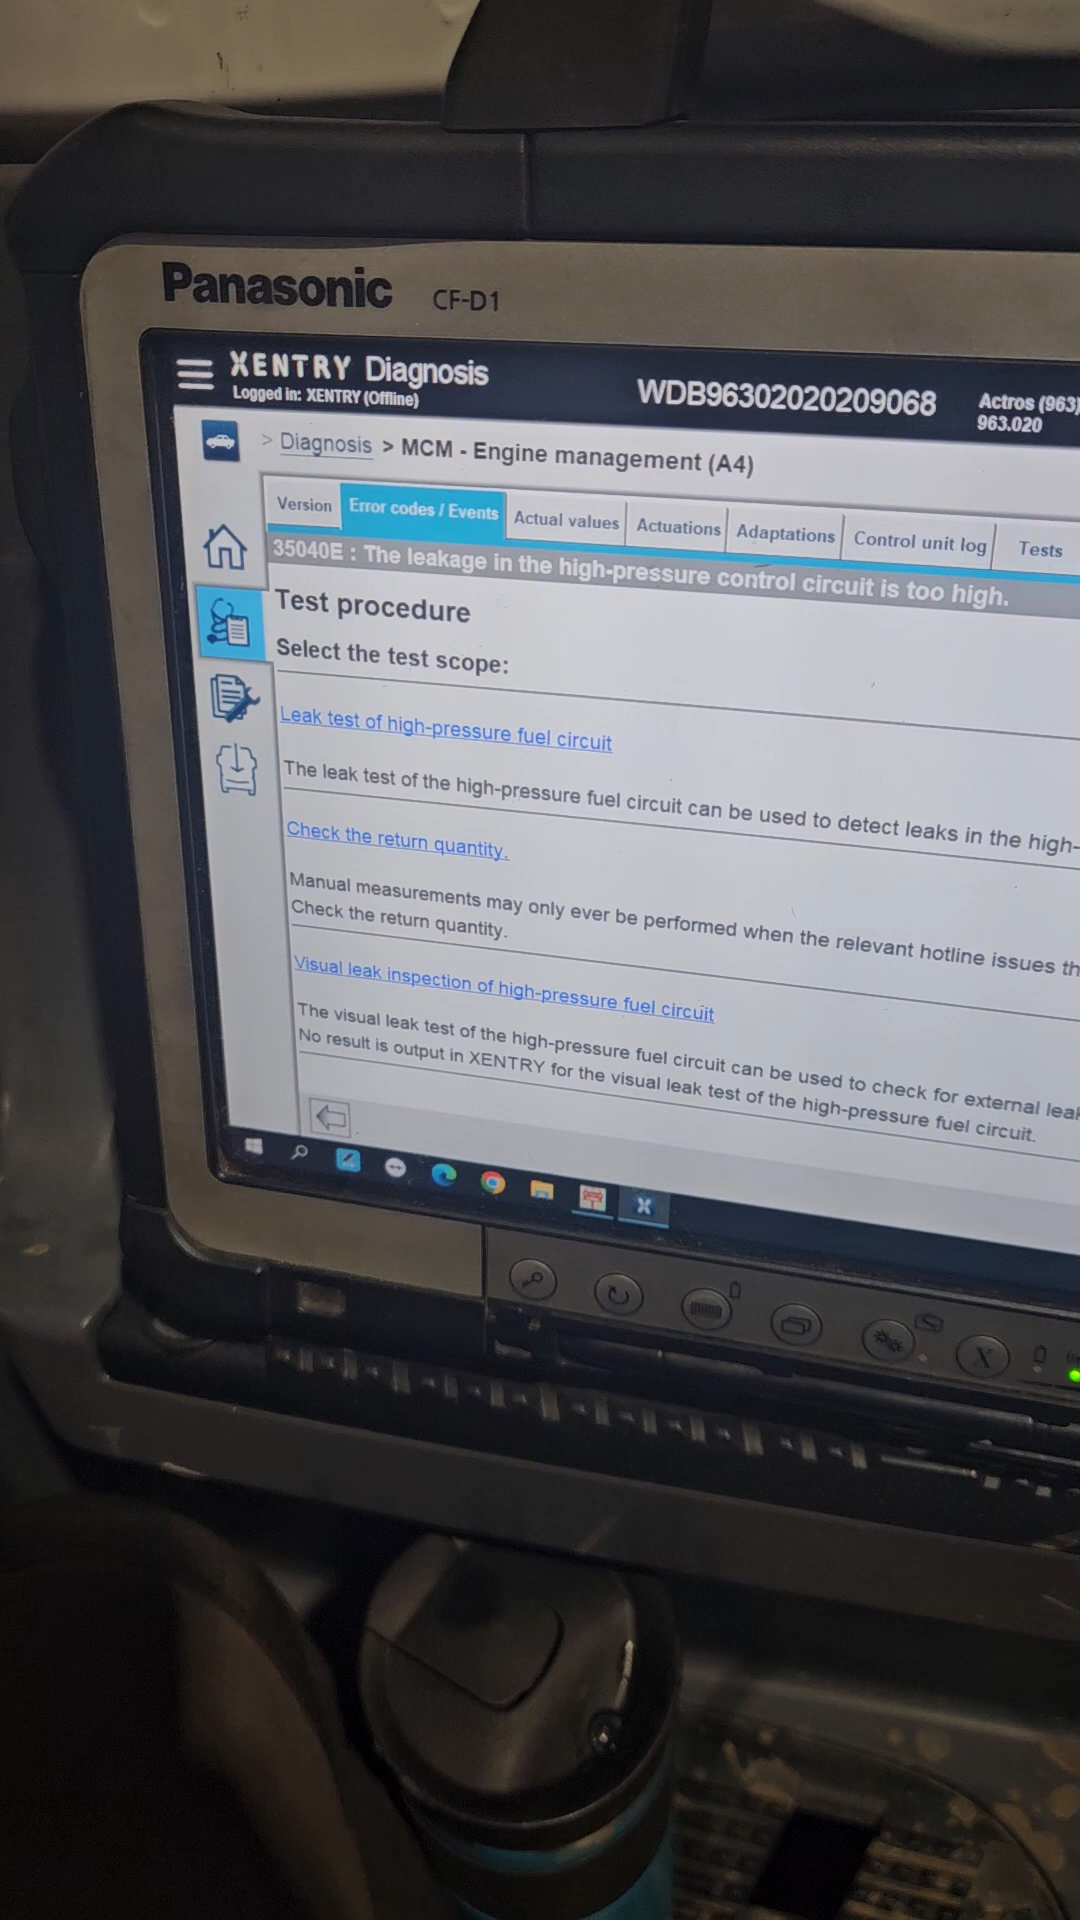 Panasonic CF-D1
XENTRY Diagnosis
Logged in: XENTRY (Offline)
WDB96302020209068
Actros (963)
963.020
> Diagnosis > MCM - Engine management (A4)
Version Error codes / Events Actual values Actuations Adaptations Control unit log Tests
35040E : The leakage in the high-pressure control circuit is too high.
Test procedure
Select the test scope:
Leak test of high-pressure fuel circuit
The leak test of the high-pressure fuel circuit can be used to detect leaks in the high-
Check the return quantity.
Manual measurements may only ever be performed when the relevant hotline issues th
Check the return quantity.
Visual leak inspection of high-pressure fuel circuit
The visual leak test of the high-pressure fuel circuit can be used to check for external leak
No result is output in XENTRY for the visual leak test of the high-pressure fuel circuit.
X